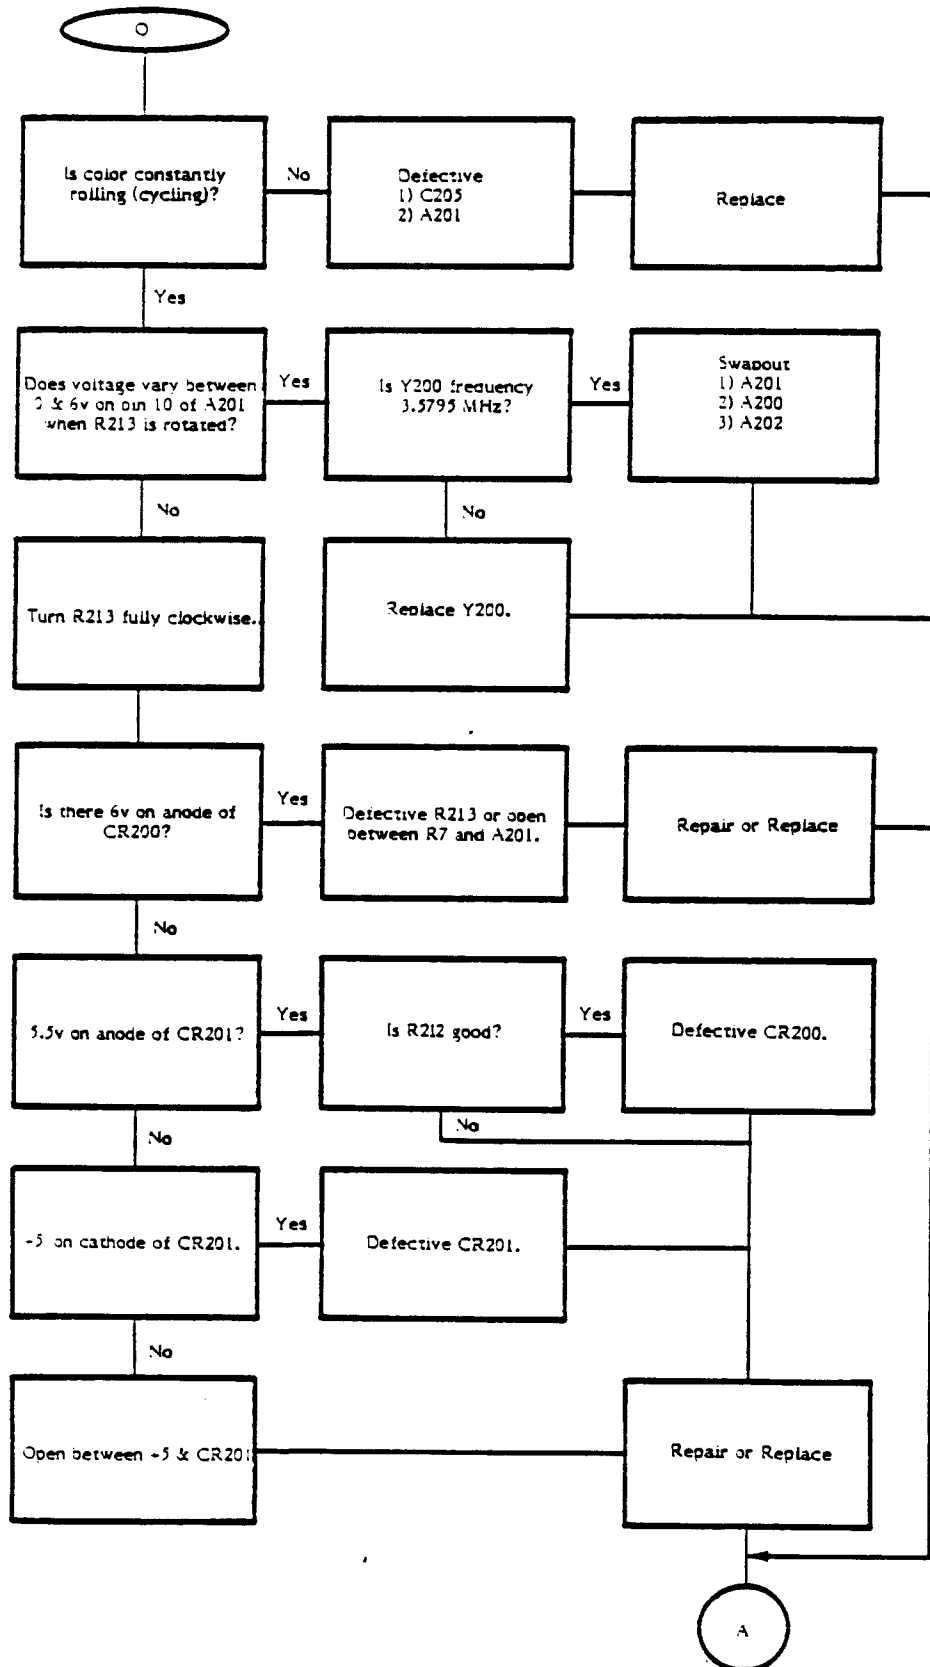 O
Is color constantly
rolling (cycling)?
No
Defective
1) C205
2) A201
Replace
Yes
Does voltage vary between
0 & 6v on pin 10 of A201
when R213 is rotated?
Yes
Is Y200 frequency
3.5795 MHz?
Yes
Swapout
1) A201
2) A200
3) A202
No
No
Turn R213 fully clockwise.
Replace Y200.
Is there 6v on anode of
CR200?
Yes
Defective R213 or open
between R7 and A201.
Repair or Replace
No
5.5v on anode of CR201?
Yes
Is R212 good?
Yes
Defective CR200.
No
No
+5 on cathode of CR201.
Yes
Defective CR201.
No
Open between +5 & CR201
Repair or Replace
A